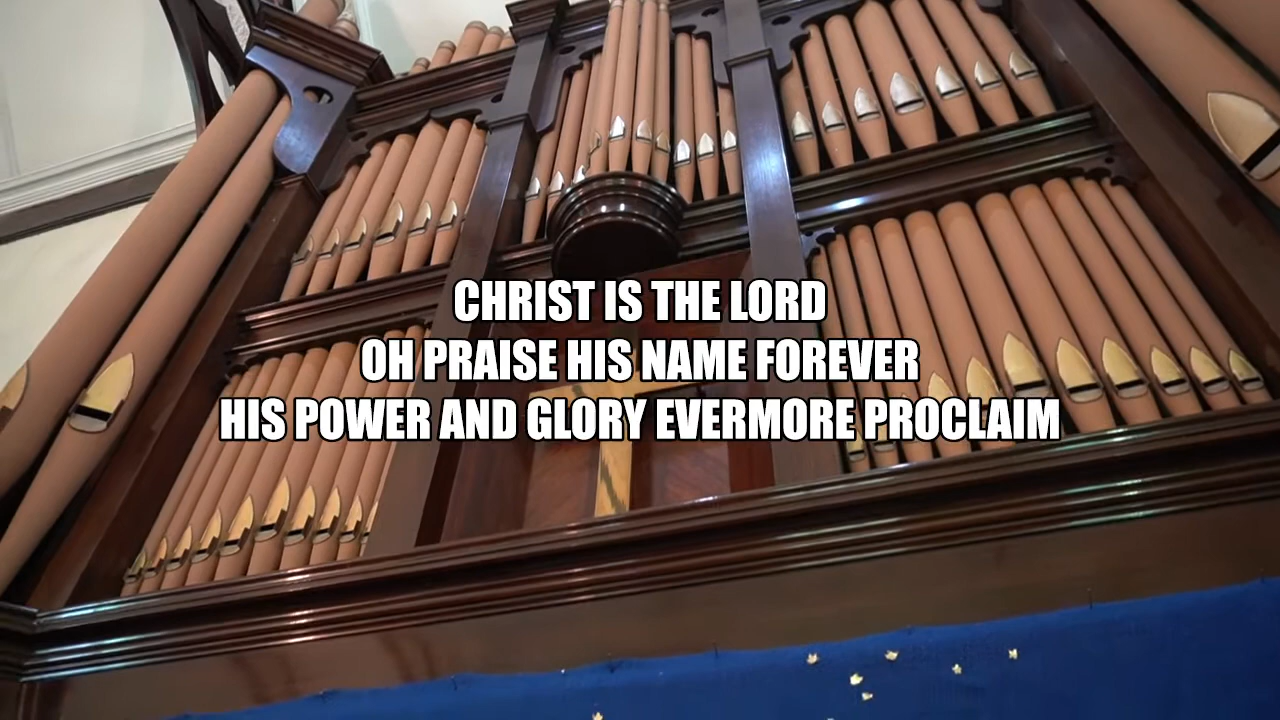 CHRIST IS THE LORD
OH PRAISE HIS NAME FOREVER
HIS POWER AND GLORY EVERMORE PROCLAIM